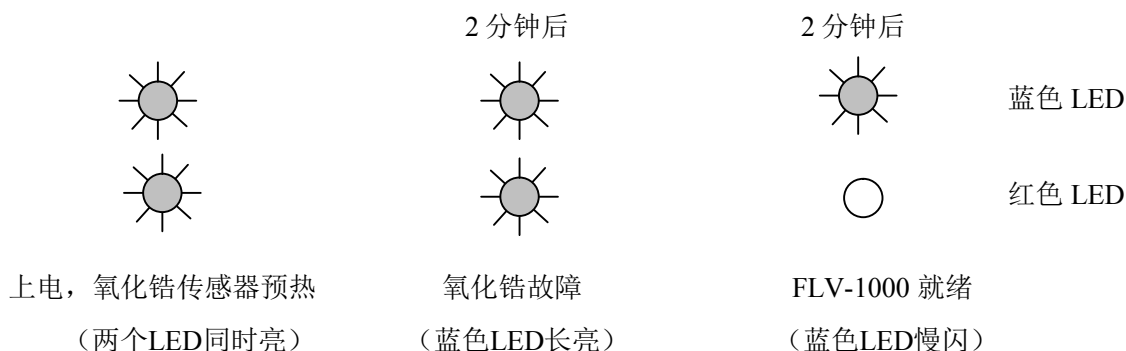 2 分钟后 2 分钟后
蓝色 LED
红色 LED
上电，氧化锆传感器预热 氧化锆故障 FLV-1000 就绪
（两个LED同时亮） （蓝色LED长亮） （蓝色LED慢闪）